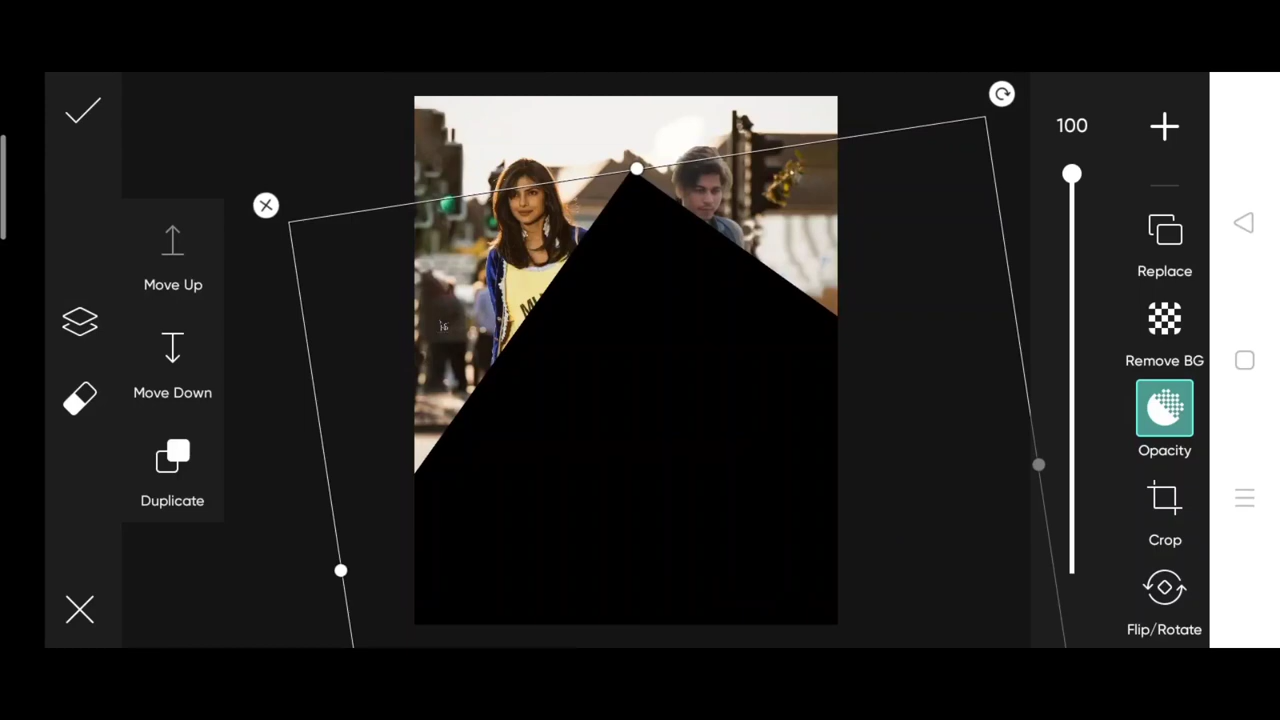 100
Move Up
Replace
Remove BG
Move Down
Opacity
Duplicate
Crop
Flip/Rotate